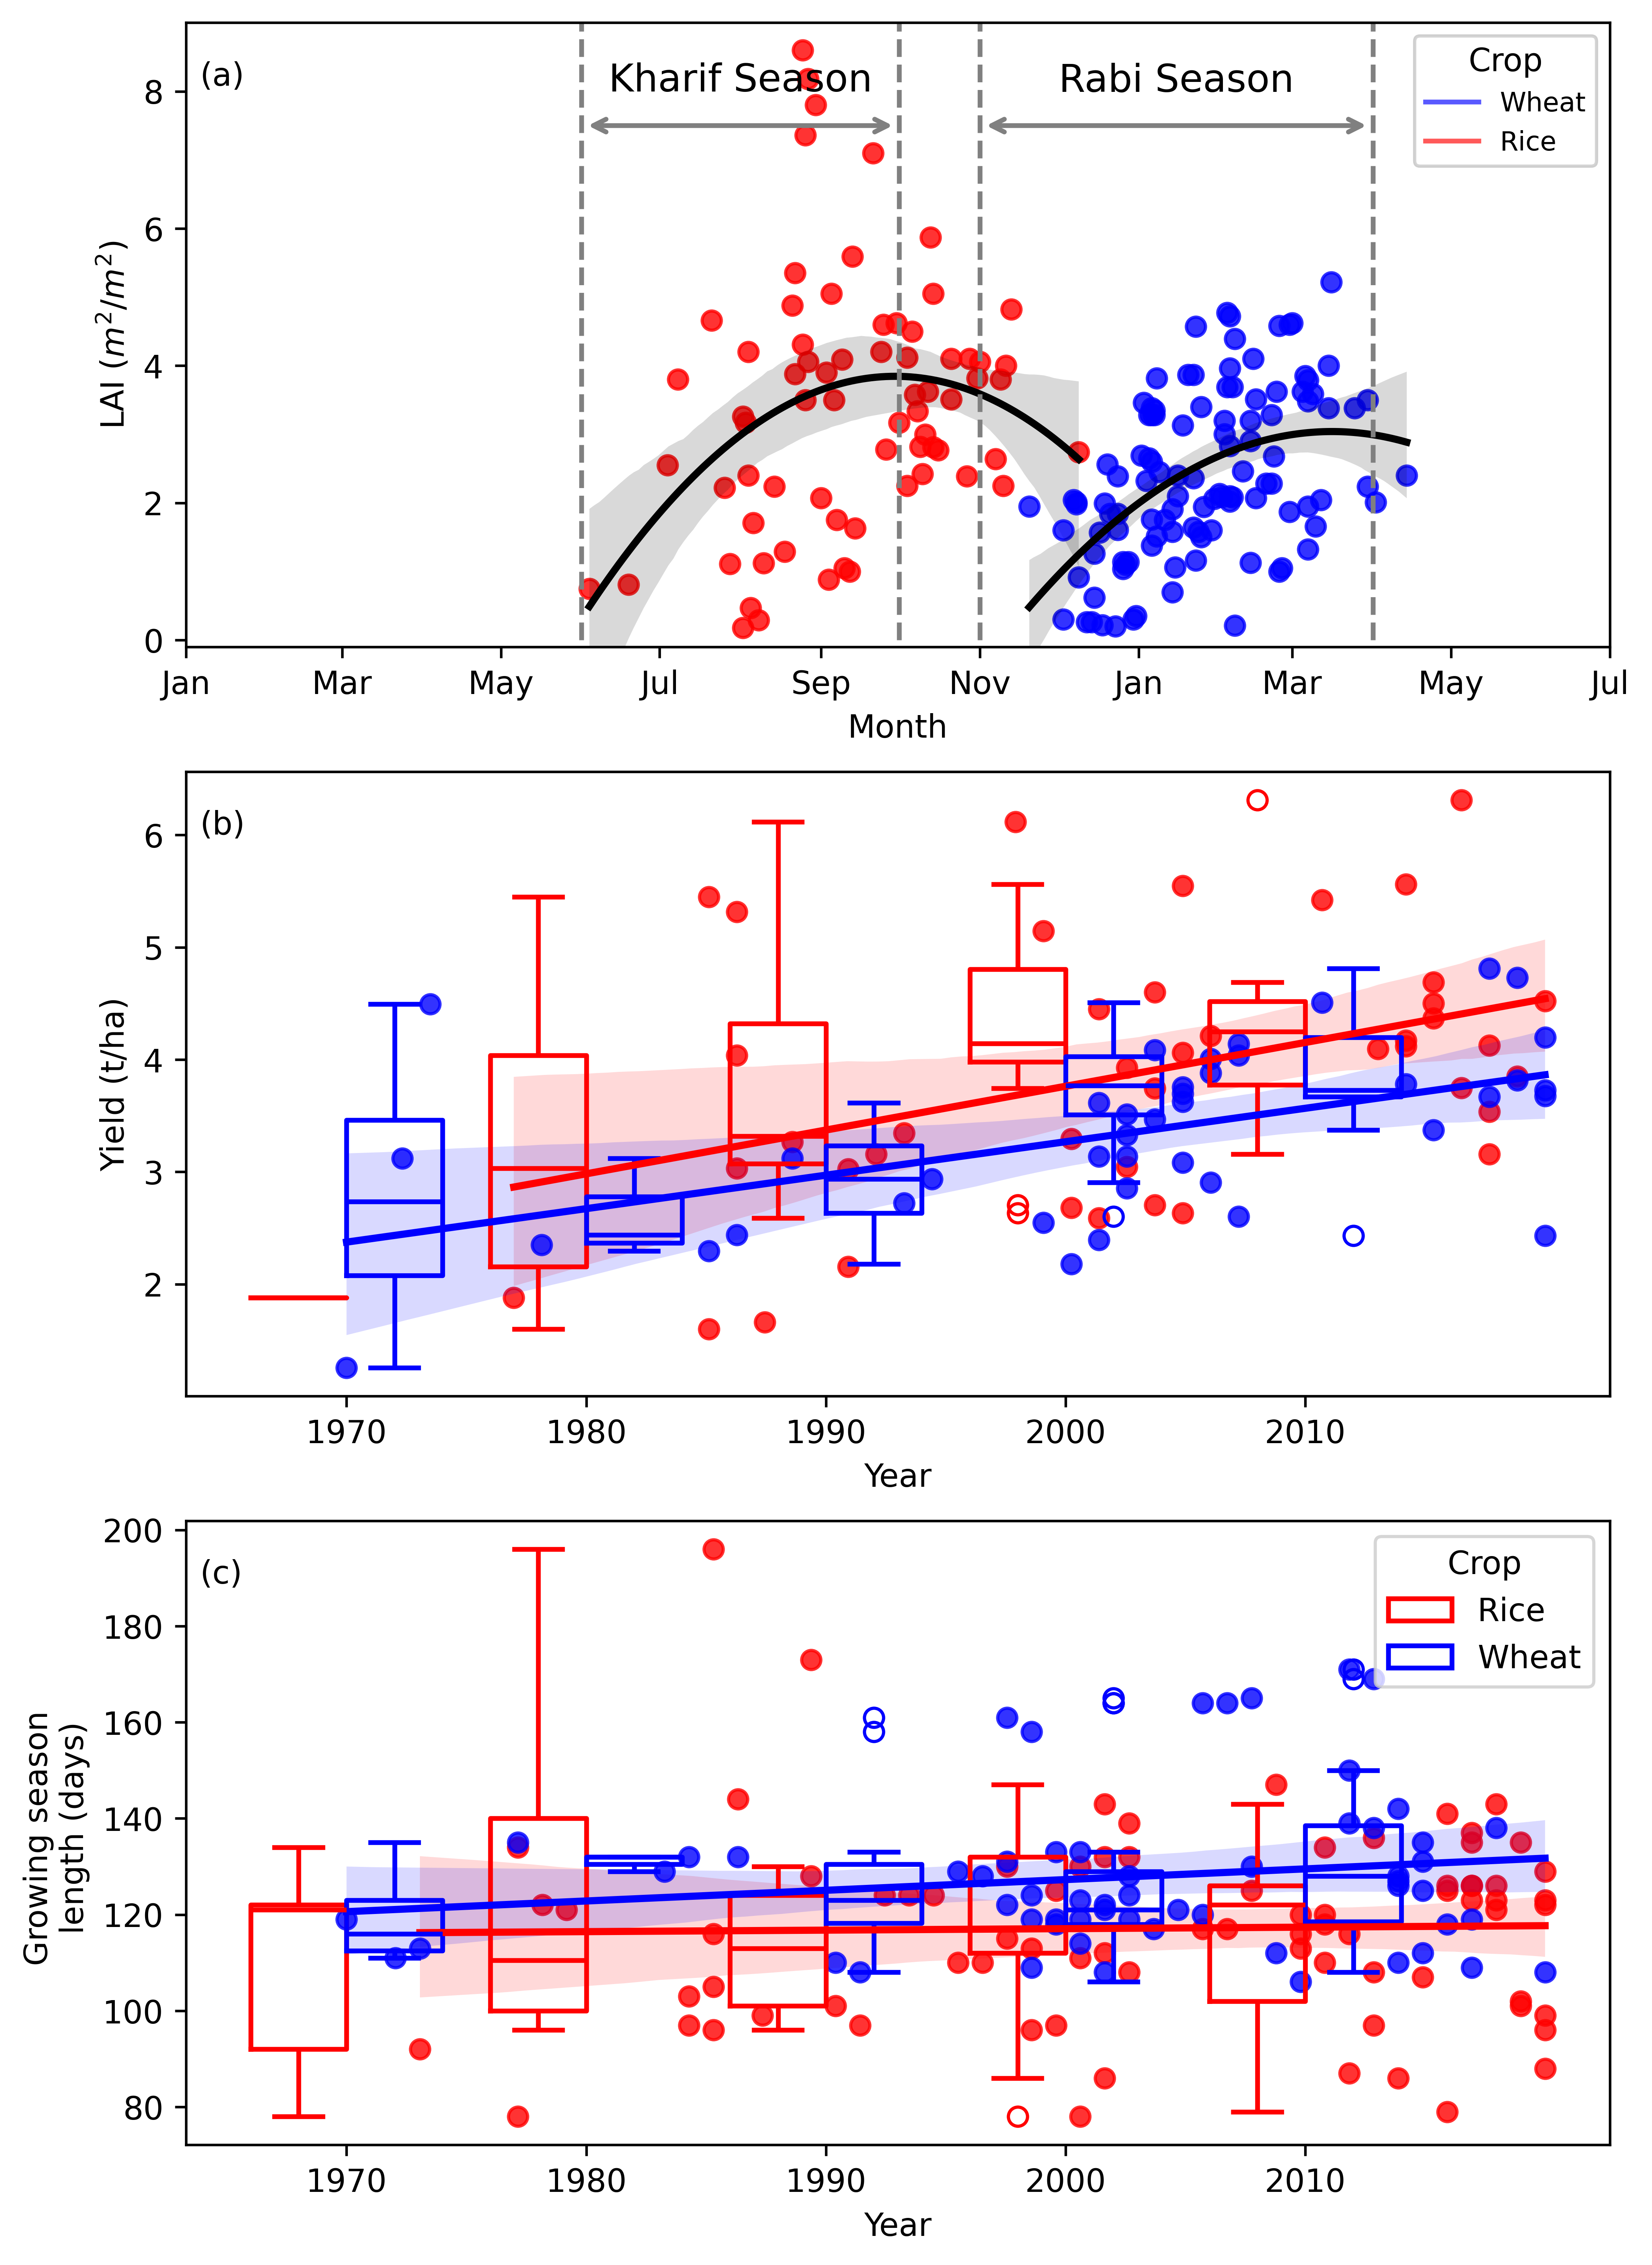 (a)
Kharif Season
Rabi Season
Crop
Wheat
Rice
LAI (m²/m²)
8
6
4
2
0
Jan Mar May Jul Sep Nov Jan Mar May Jul
Month
(b)
Yield (t/ha)
6
5
4
3
2
1970 1980 1990 2000 2010
Year
(c)
Crop
Rice
Wheat
Growing season
length (days)
200
180
160
140
120
100
80
1970 1980 1990 2000 2010
Year